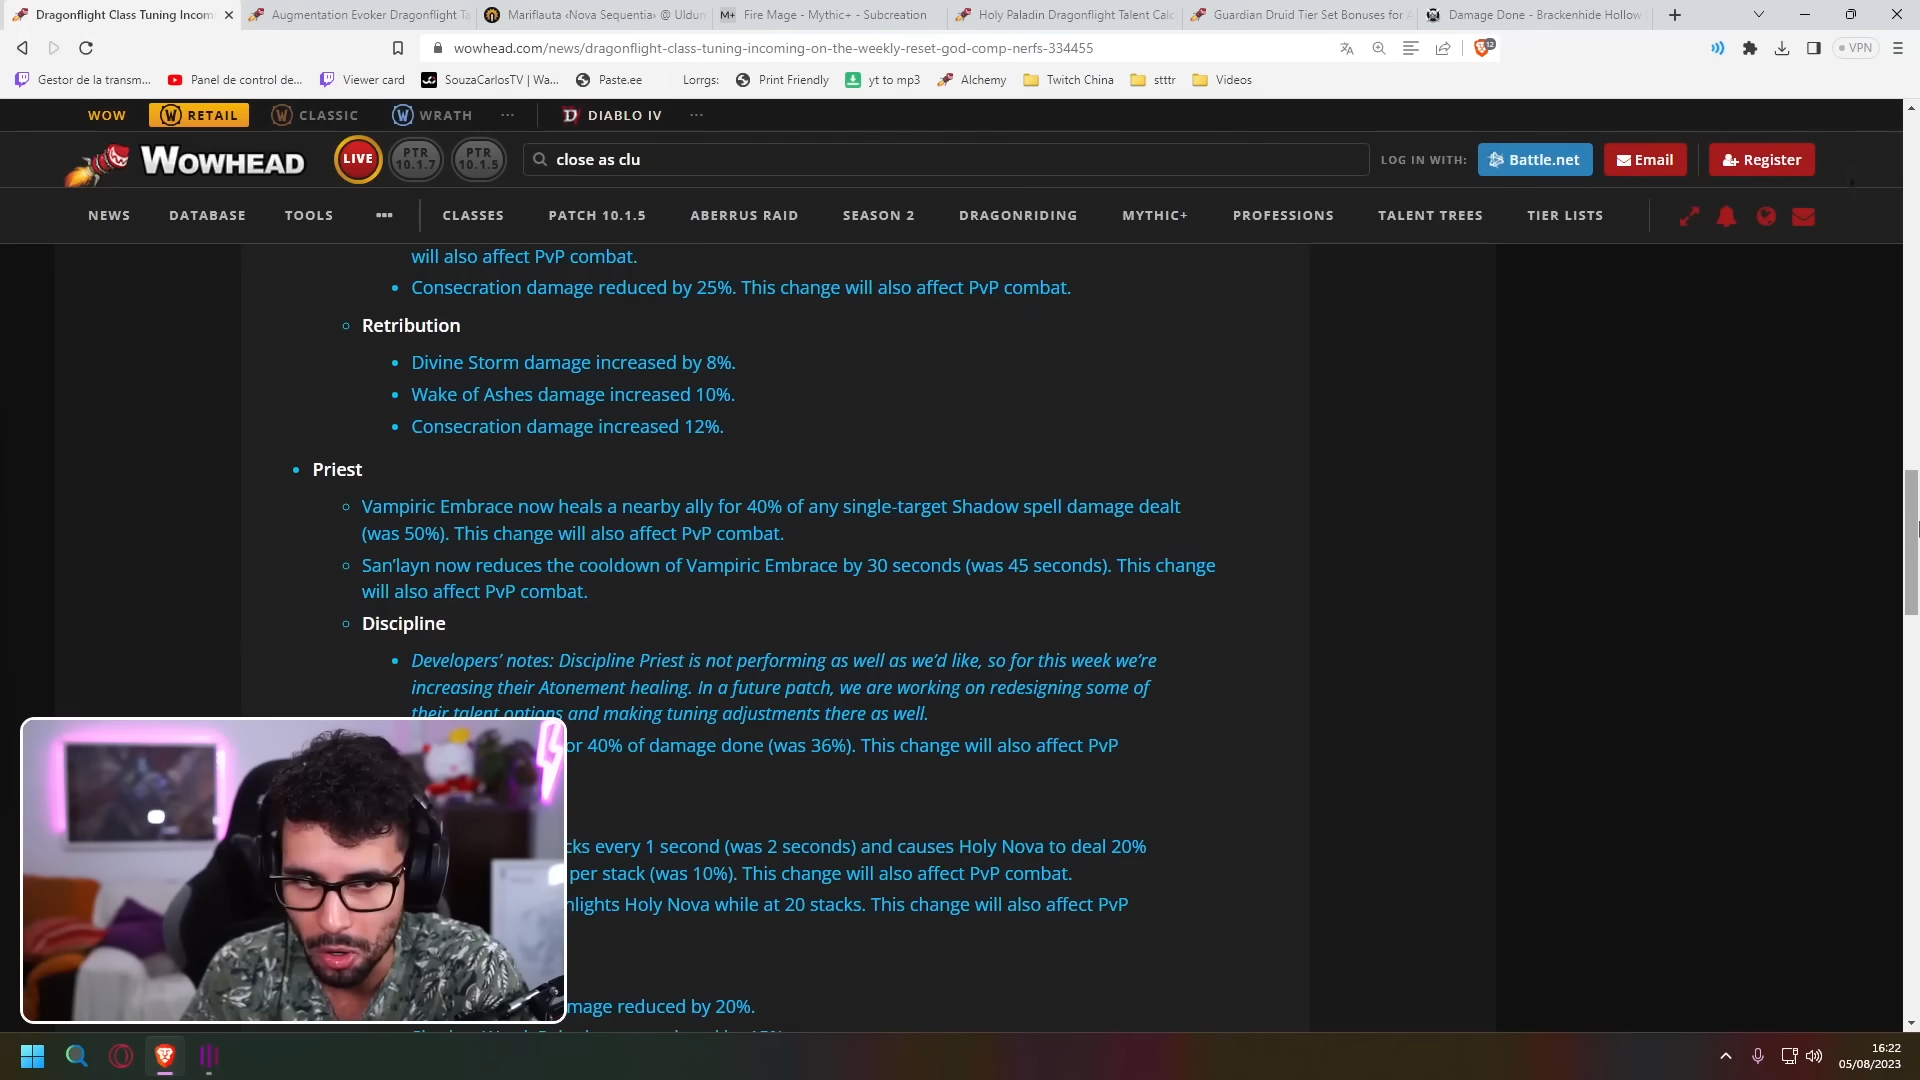 Dragonflight Class Tuning Incom
Augmentation Evoker Dragonflight Ta
Mariflauta ‹Nova Sequentia› @ Uldum
M+ Fire Mage - Mythic+ - Subcreation
Holy Paladin Dragonflight Talent Calc
Guardian Druid Tier Set Bonuses for
Damage Done - Brackenhide Hollow
wowhead.com/news/dragonflight-class-tuning-incoming-on-the-weekly-reset-god-comp-nerfs-334455
12
VPN
Gestor de la transm...
Panel de control de...
Viewer card
SouzaCarlosTV | Wa...
Paste.ee
Lorrgs:
Print Friendly
yt to mp3
Alchemy
Twitch China
stttr
Videos
WOW
RETAIL
CLASSIC
WRATH
...
DIABLO IV
...
WOWHEAD
LIVE
PTR 10.1.7
PTR 10.1.5
close as clu
LOG IN WITH:
Battle.net
Email
Register
NEWS
DATABASE
TOOLS
...
CLASSES
PATCH 10.1.5
ABERRUS RAID
SEASON 2
DRAGONRIDING
MYTHIC+
PROFESSIONS
TALENT TREES
TIER LISTS
will also affect PvP combat.
Consecration damage reduced by 25%. This change will also affect PvP combat.
Retribution
Divine Storm damage increased by 8%.
Wake of Ashes damage increased 10%.
Consecration damage increased 12%.
Priest
Vampiric Embrace now heals a nearby ally for 40% of any single-target Shadow spell damage dealt
(was 50%). This change will also affect PvP combat.
San'layn now reduces the cooldown of Vampiric Embrace by 30 seconds (was 45 seconds). This change
will also affect PvP combat.
Discipline
Developers' notes: Discipline Priest is not performing as well as we'd like, so for this week we're
increasing their Atonement healing. In a future patch, we are working on redesigning some of
their talent options and making tuning adjustments there as well.
or 40% of damage done (was 36%). This change will also affect PvP
cks every 1 second (was 2 seconds) and causes Holy Nova to deal 20%
per stack (was 10%). This change will also affect PvP combat.
hlights Holy Nova while at 20 stacks. This change will also affect PvP
mage reduced by 20%.
16:22
05/08/2023